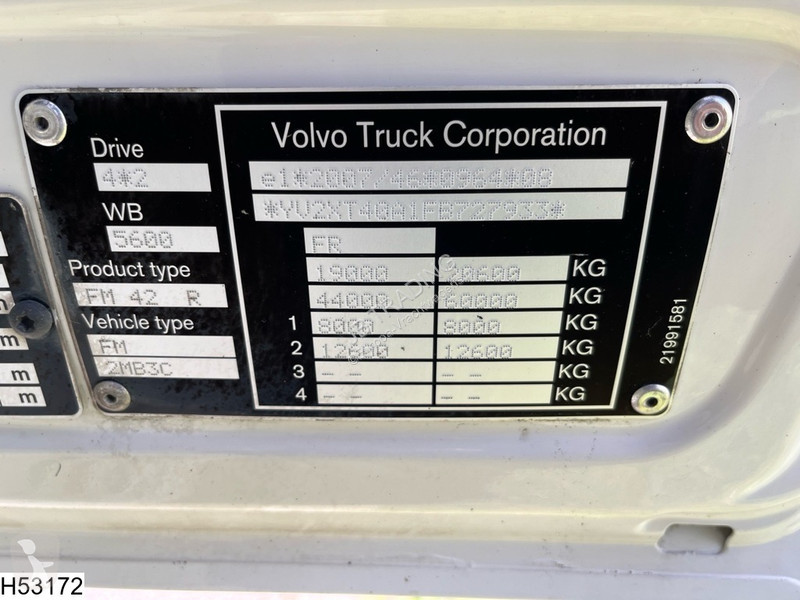 Volvo Truck Corporation
Drive
4*2
WB
5600
Product type
FM 42 R
Vehicle type
FM
2MB3C
e1*2007/46*0964*08
*YV2XT40A1FB727933*
FR
19000 20600 KG
44000 60000 KG
1 8000 8000 KG
2 12600 12600 KG
3 -- -- KG
4 -- -- KG
21991581
m
m
m
m
H53172